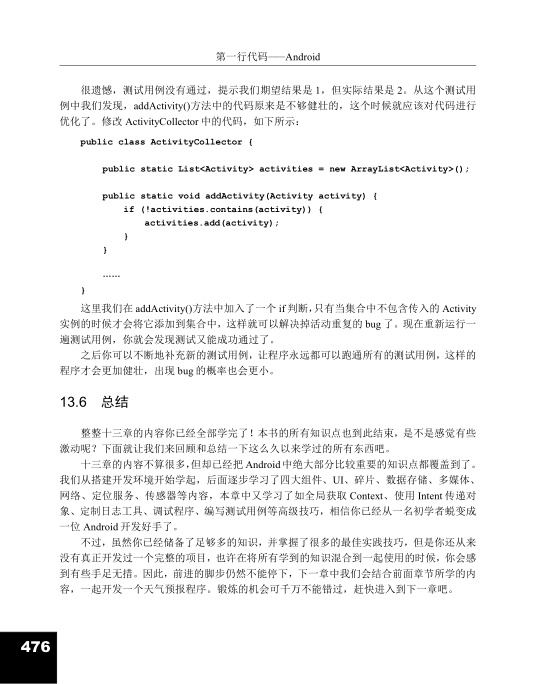 第一行代码——Android
很遗憾，测试用例没有通过，提示我们期望结果是 1，但实际结果是 2。从这个测试用
例中我们发现，addActivity()方法中的代码原来是不够健壮的，这个时候就应该对代码进行
优化了。修改 ActivityCollector 中的代码，如下所示：
public class ActivityCollector {
public static List<Activity> activities = new ArrayList<Activity>();
public static void addActivity(Activity activity) {
if (!activities.contains(activity)) {
activities.add(activity);
}
}
……
}
这里我们在 addActivity()方法中加入了一个 if 判断，只有当集合中不包含传入的 Activity
实例的时候才会将它添加到集合中，这样就可以解决掉活动重复的 bug 了。现在重新运行一
遍测试用例，你就会发现测试又能成功通过了。
之后你可以不断地补充新的测试用例，让程序永远都可以跑通所有的测试用例，这样的
程序才会更加健壮，出现 bug 的概率也会更小。
13.6 总结
整整十三章的内容你已经全部学完了！本书的所有知识点也到此结束，是不是感觉有些
激动呢？下面就让我们来回顾和总结一下这么久以来学过的所有东西吧。
十三章的内容不算很多，但却已经把 Android 中绝大部分比较重要的知识点都覆盖到了。
我们从搭建开发环境开始学起，后面逐步学习了四大组件、UI、碎片、数据存储、多媒体、
网络、定位服务、传感器等内容，本章中又学习了如全局获取 Context、使用 Intent 传递对
象、定制日志工具、调试程序、编写测试用例等高级技巧，相信你已经从一名初学者蜕变成
一位 Android 开发好手了。
不过，虽然你已经储备了足够多的知识，并掌握了很多的最佳实践技巧，但是你还从来
没有真正开发过一个完整的项目，也许在将所有学到的知识混合到一起使用的时候，你会感
到有些手足无措。因此，前进的脚步仍然不能停下，下一章中我们会结合前面章节所学的内
容，一起开发一个天气预报程序。锻炼的机会可千万不能错过，赶快进入到下一章吧。
476